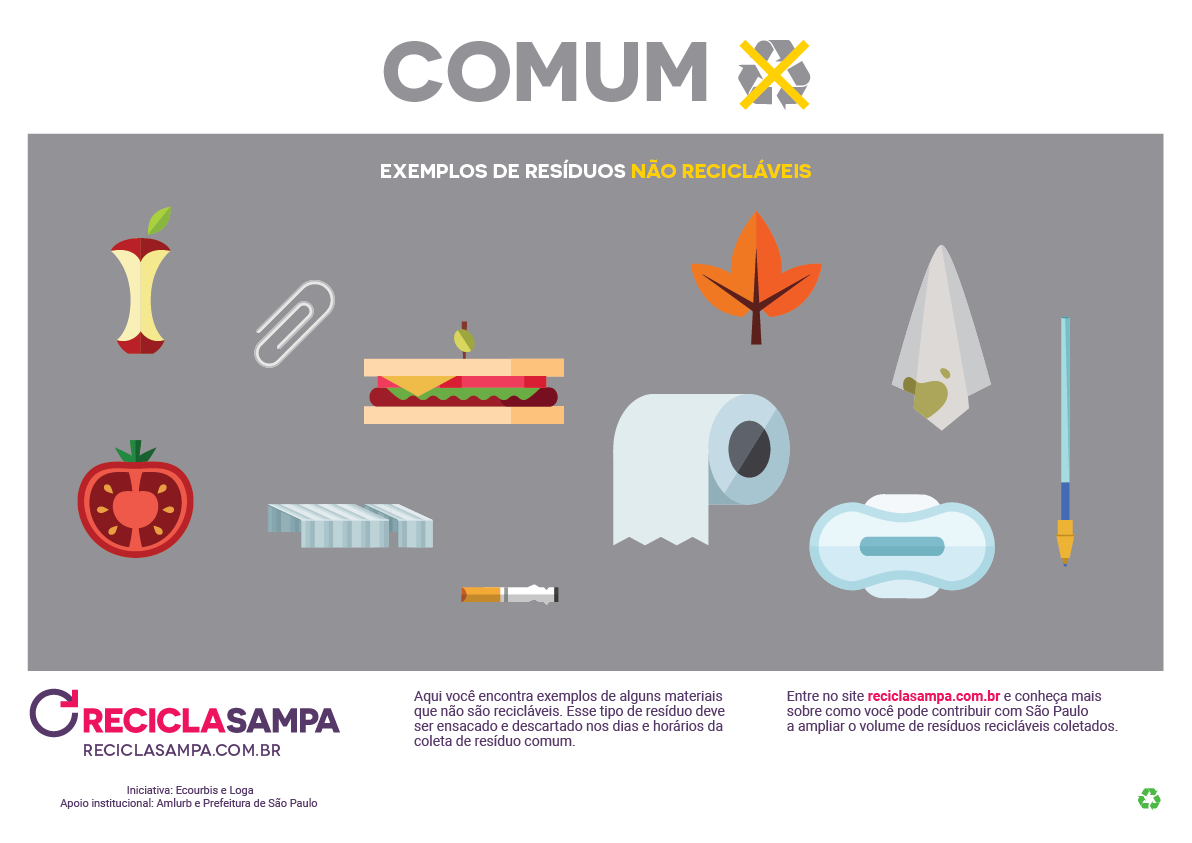 COMUM
EXEMPLOS DE RESÍDUOS NÃO RECICLÁVEIS
RECICLASAMPA
RECICLASAMPA.COM.BR
Iniciativa: Ecourbis e Loga
Apoio institucional: Amlurb e Prefeitura de São Paulo
Aqui você encontra exemplos de alguns materiais
que não são recicláveis. Esse tipo de resíduo deve
ser ensacado e descartado nos dias e horários da
coleta de resíduo comum.
Entre no site reciclasampa.com.br e conheça mais
sobre como você pode contribuir com São Paulo
a ampliar o volume de resíduos recicláveis coletados.